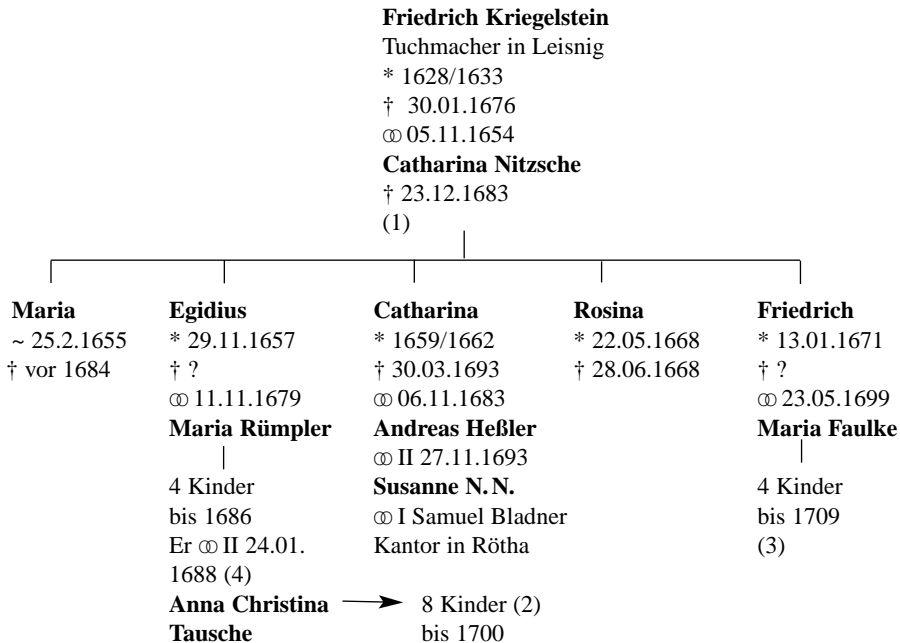 Friedrich Kriegelstein
Tuchmacher in Leisnig
* 1628/1633
† 30.01.1676
⚭ 05.11.1654
Catharina Nitzsche
† 23.12.1683
(1)
Maria
~ 25.2.1655
† vor 1684
Egidius
* 29.11.1657
† ?
⚭ 11.11.1679
Maria Rümpler
4 Kinder
bis 1686
Er ⚭ II 24.01.
1688 (4)
Anna Christina
Tausche
8 Kinder (2)
bis 1700
Catharina
* 1659/1662
† 30.03.1693
⚭ 06.11.1683
Andreas Heßler
⚭ II 27.11.1693
Susanne N. N.
⚭ I Samuel Bladner
Kantor in Rötha
Rosina
* 22.05.1668
† 28.06.1668
Friedrich
* 13.01.1671
† ?
⚭ 23.05.1699
Maria Faulke
4 Kinder
bis 1709
(3)